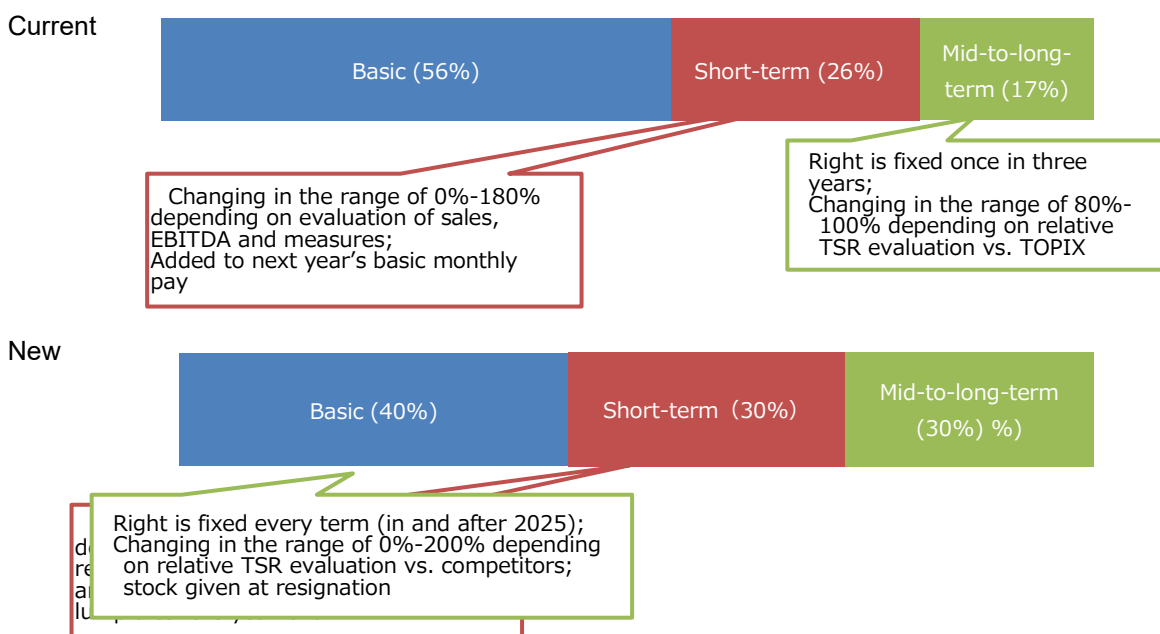 Current
Basic (56%)
Short-term (26%)
Mid-to-long-
term (17%)
Changing in the range of 0%-180%
depending on evaluation of sales,
EBITDA and measures;
Added to next year’s basic monthly
pay
Right is fixed once in three
years;
Changing in the range of 80%-
100% depending on relative
TSR evaluation vs. TOPIX
New
Basic (40%)
Short-term（30%）
Mid-to-long-term
(30%) %)
Right is fixed every term (in and after 2025);
Changing in the range of 0%-200% depending
on relative TSR evaluation vs. competitors;
stock given at resignation